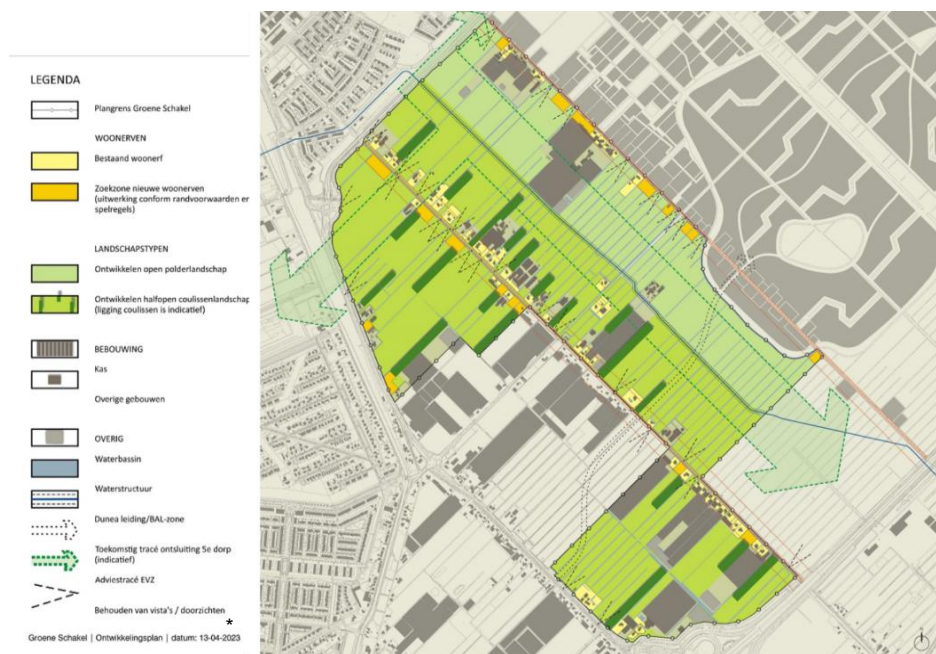 LEGENDA
Plangrens Groene Schakel
WOONERVEN
Bestaand woonerf
Zoekzone nieuwe woonerven
(uitwerking conform randvoorwaarden er
spelregels)
LANDSCHAPSTYPEN
Ontwikkelen open polderlandschap
Ontwikkelen halfopen coulissenlandschap
(ligging coulissen is indicatief)
BEBOUWING
Kas
Overige gebouwen
OVERIG
Waterbassin
Waterstructuur
Dunea leiding/BAL-zone
Toekomstig tracé ontsluiting 5e dorp
(indicatief)
Adviestracé EVZ
Behouden van vista's / doorzichten
*
Groene Schakel | Ontwikkelingsplan | datum: 13-04-2023